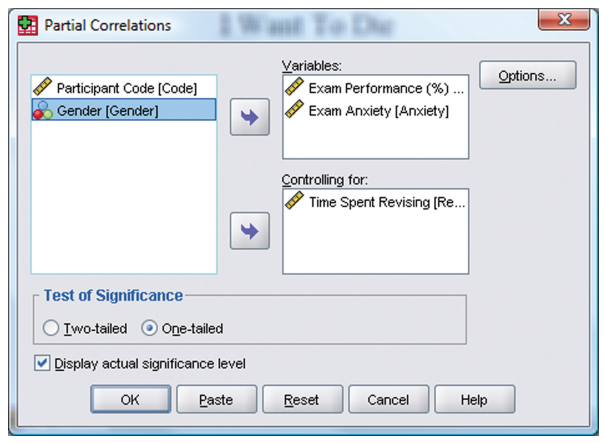 Partial Correlations
I Want To Die
Participant Code [Code]
Gender [Gender]
Variables:
Exam Performance (%) ...
Exam Anxiety [Anxiety]
Options...
Controlling for:
Time Spent Revising [Re...
Test of Significance
Two-tailed
One-tailed
Display actual significance level
OK
Paste
Reset
Cancel
Help